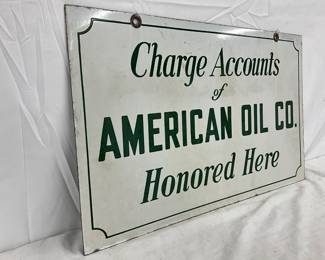 Charge Accounts
of
AMERICAN OIL CO.
Honored Here